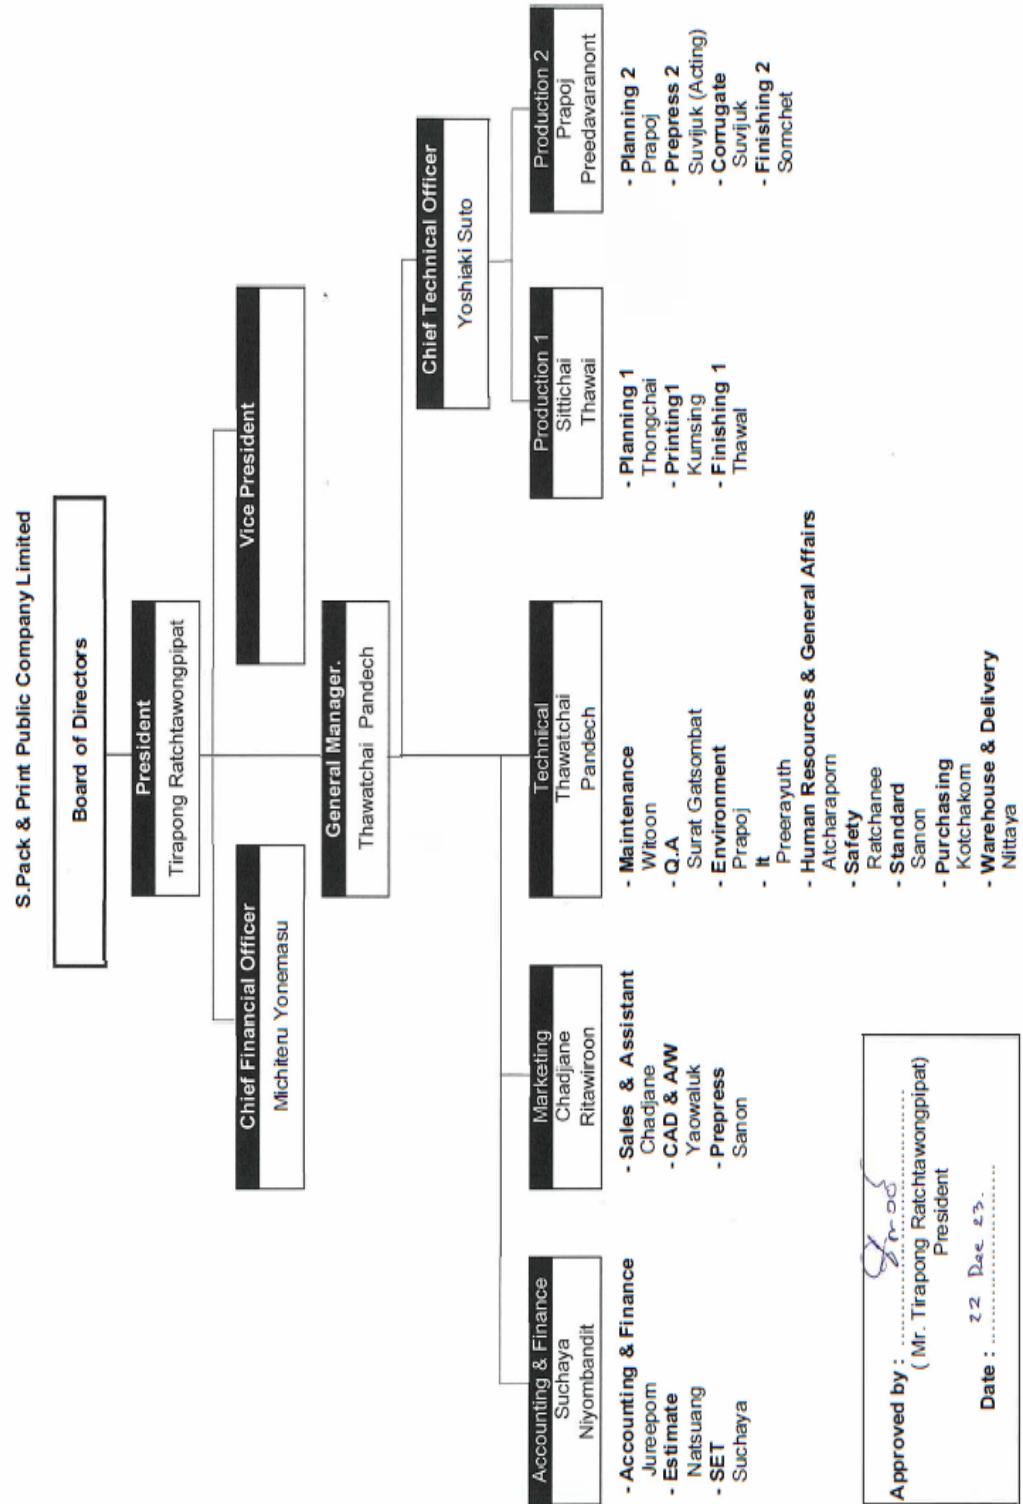 S.Pack & Print Public Company Limited
Board of Directors
President
Tirapong Ratchtawongpipat
Chief Financial Officer
Michiteru Yonemasu
Vice President
General Manager.
Thawatchai Pandech
Chief Technical Officer
Yoshiaki Suto
Accounting & Finance
Suchaya
Niyombandit
- Accounting & Finance
Jureepom
- Estimate
Natsuang
- SET
Suchaya
Marketing
Chadjane
Ritawiroon
- Sales & Assistant
Chadjane
- CAD & A/W
Yaowaluk
- Prepress
Sanon
Technical
Thawatchai
Pandech
- Maintenance
Witoon
- Q.A
Surat Gatsombat
- Environment
Prapoj
- It
Preerayuth
- Human Resources & General Affairs
Atcharaporn
- Safety
Ratchanee
- Standard
Sanon
- Purchasing
Kotchakom
- Warehouse & Delivery
Nittaya
Production 1
Sittichai
Thawai
- Planning 1
Thongchai
- Printing1
Kumsing
- Finishing 1
Thawal
Production 2
Prapoj
Preedavaranont
- Planning 2
Prapoj
- Prepress 2
Suvijuk (Acting)
- Corrugate
Suvijuk
- Finishing 2
Somchet
Approved by :
( Mr. Tirapong Ratchtawongpipat)
President
Date : 22 Dec 23.